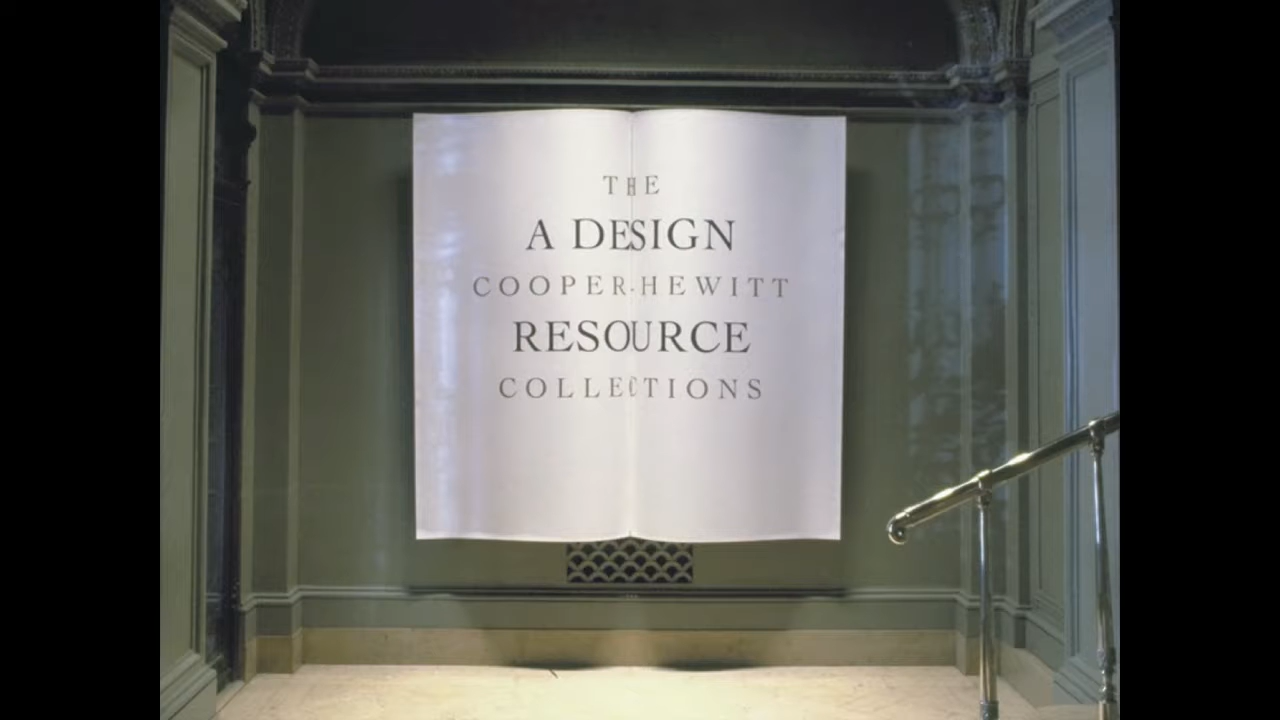 THE
A DESIGN
COOPER-HEWITT
RESOURCE
COLLECTIONS